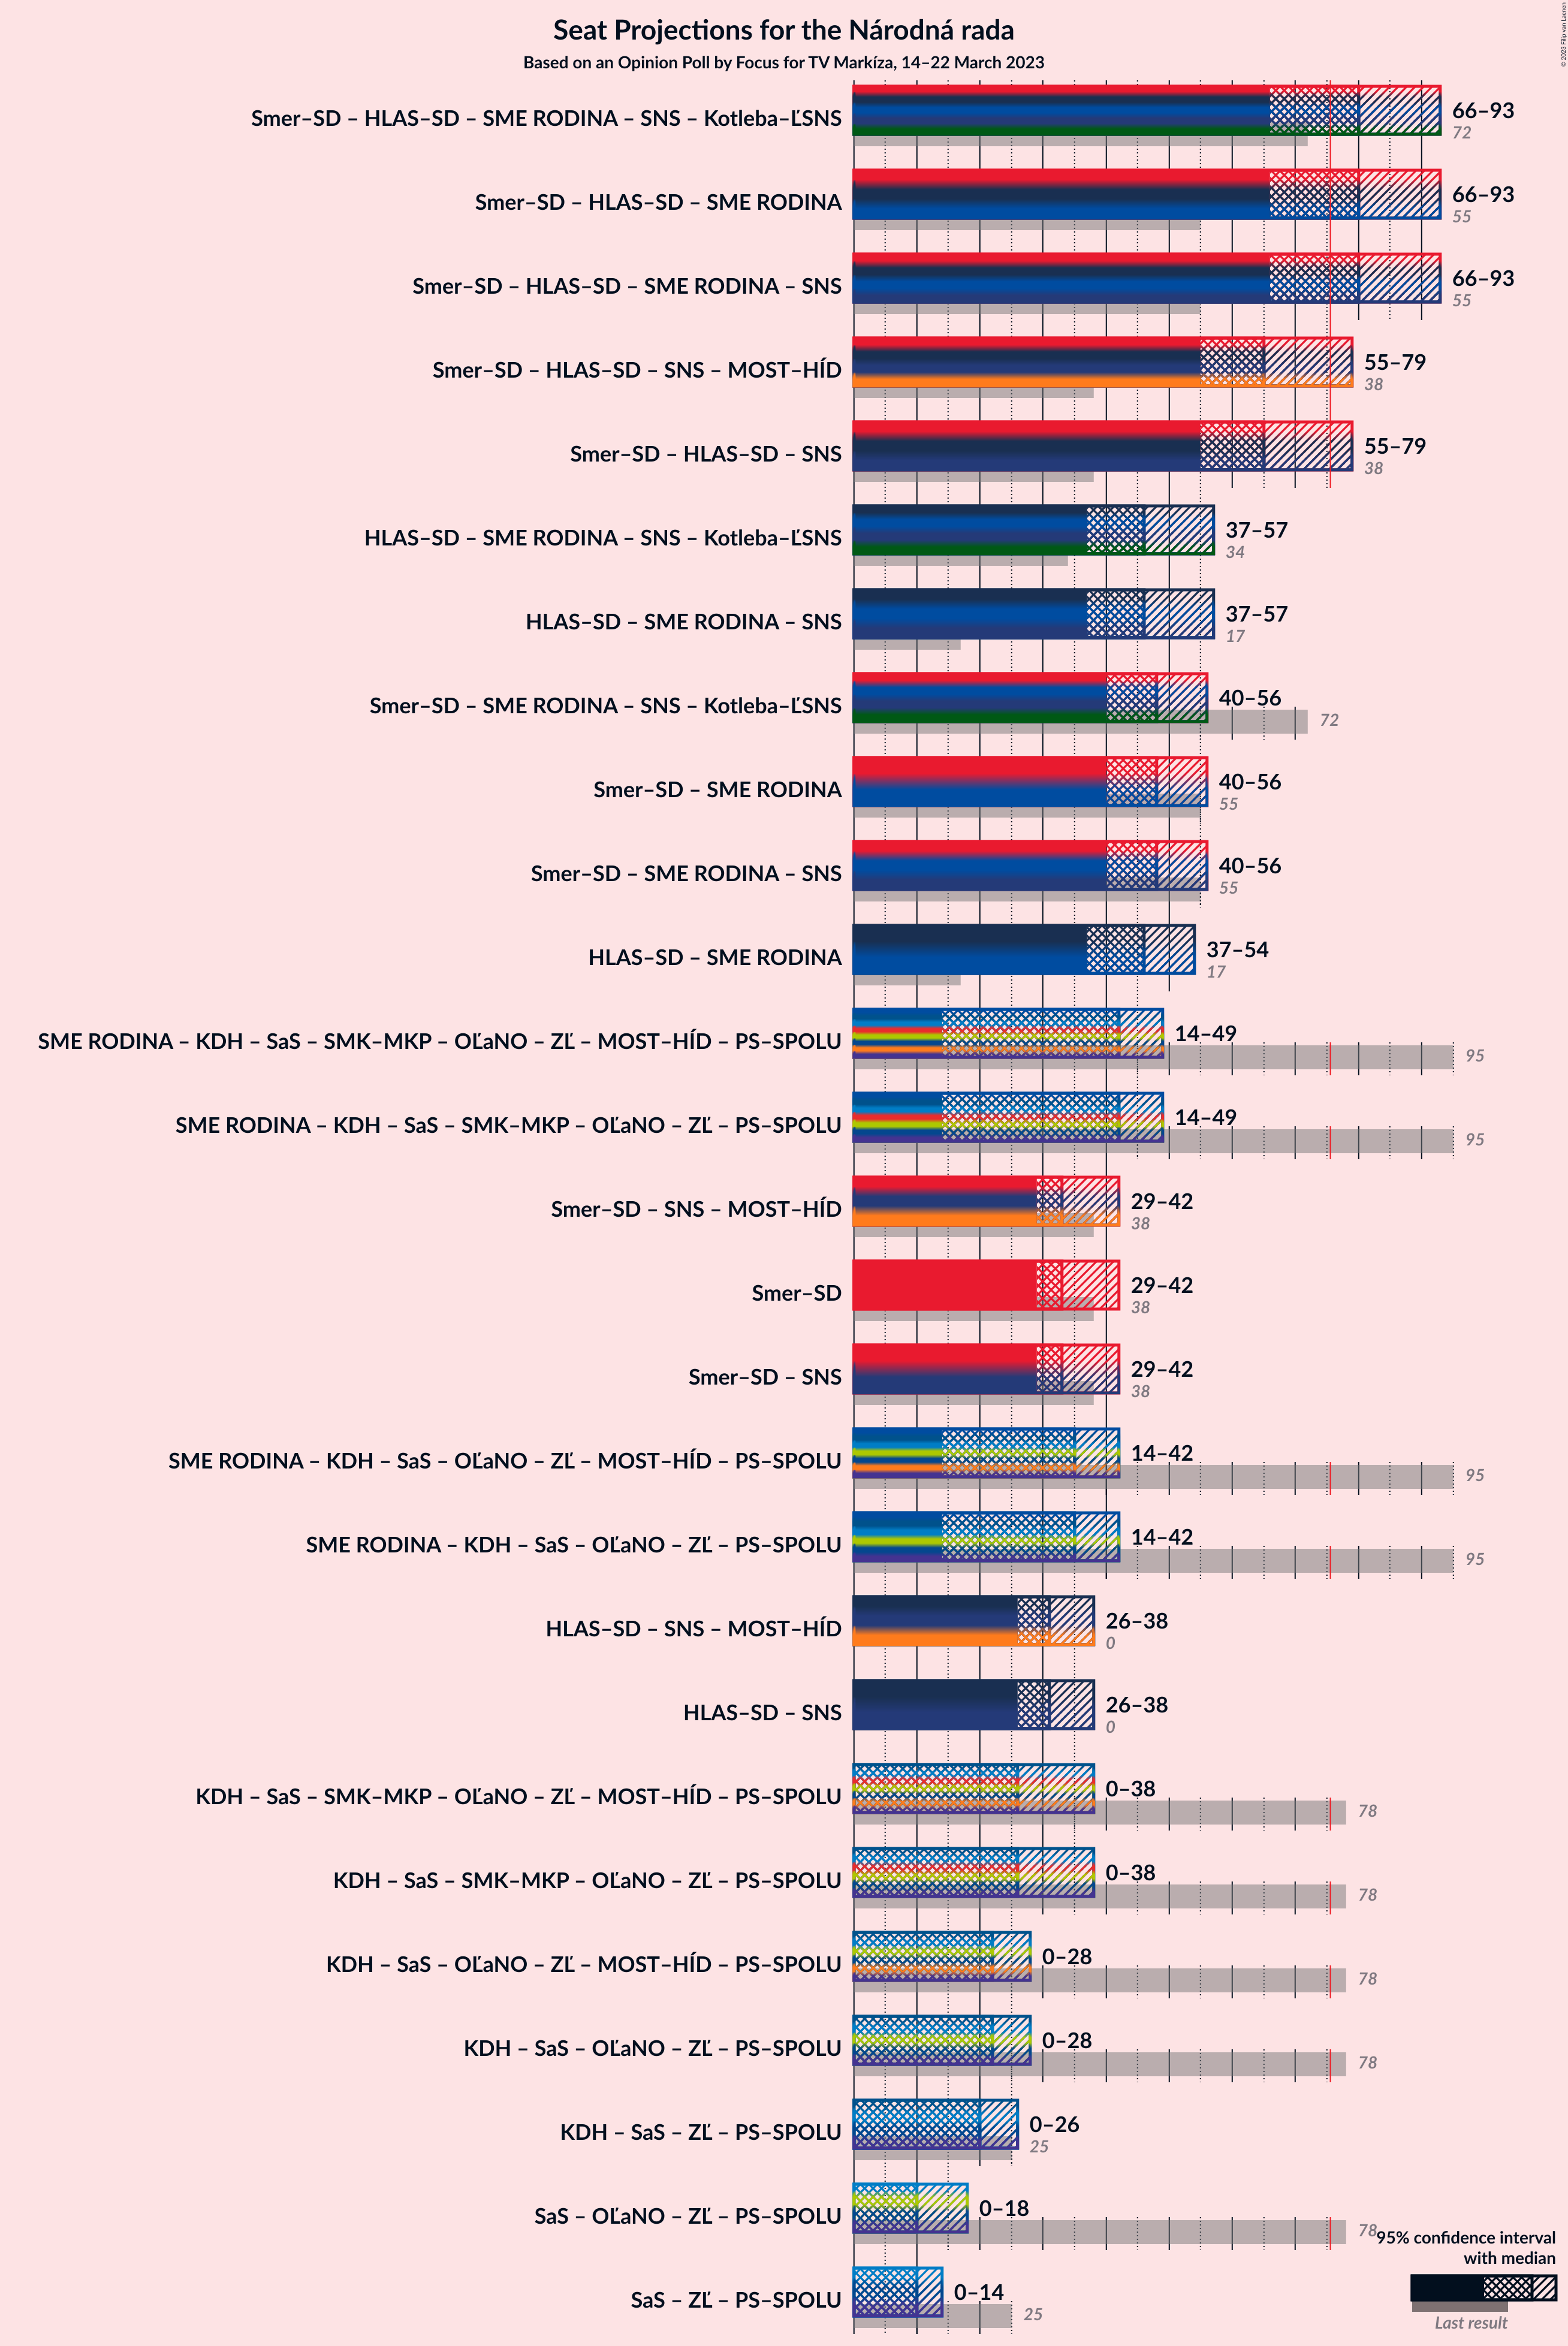 © 2023 Filip van Laenen
Seat Projections for the Národná rada
Based on an Opinion Poll by Focus for TV Markíza, 14–22 March 2023
Smer–SD – HLAS–SD – SME RODINA – SNS – Kotleba–ĽSNS
66–93
72
Smer–SD – HLAS–SD – SME RODINA
66–93
55
Smer–SD – HLAS–SD – SME RODINA – SNS
66–93
55
Smer–SD – HLAS–SD – SNS – MOST–HÍD
55–79
38
Smer–SD – HLAS–SD – SNS
55–79
38
HLAS–SD – SME RODINA – SNS – Kotleba–ĽSNS
37–57
34
HLAS–SD – SME RODINA – SNS
37–57
17
Smer–SD – SME RODINA – SNS – Kotleba–ĽSNS
40–56
72
Smer–SD – SME RODINA
40–56
55
Smer–SD – SME RODINA – SNS
40–56
55
HLAS–SD – SME RODINA
37–54
17
SME RODINA – KDH – SaS – SMK–MKP – OĽaNO – ZĽ – MOST–HÍD – PS–SPOLU
14–49
95
SME RODINA – KDH – SaS – SMK–MKP – OĽaNO – ZĽ – PS–SPOLU
14–49
95
Smer–SD – SNS – MOST–HÍD
29–42
38
Smer–SD
29–42
38
Smer–SD – SNS
29–42
38
SME RODINA – KDH – SaS – OĽaNO – ZĽ – MOST–HÍD – PS–SPOLU
14–42
95
SME RODINA – KDH – SaS – OĽaNO – ZĽ – PS–SPOLU
14–42
95
HLAS–SD – SNS – MOST–HÍD
26–38
0
HLAS–SD – SNS
26–38
0
KDH – SaS – SMK–MKP – OĽaNO – ZĽ – MOST–HÍD – PS–SPOLU
0–38
78
KDH – SaS – SMK–MKP – OĽaNO – ZĽ – PS–SPOLU
0–38
78
KDH – SaS – OĽaNO – ZĽ – MOST–HÍD – PS–SPOLU
0–28
78
KDH – SaS – OĽaNO – ZĽ – PS–SPOLU
0–28
78
KDH – SaS – ZĽ – PS–SPOLU
0–26
25
SaS – OĽaNO – ZĽ – PS–SPOLU
0–18
78
SaS – ZĽ – PS–SPOLU
0–14
25
95% confidence interval
with median
Last result